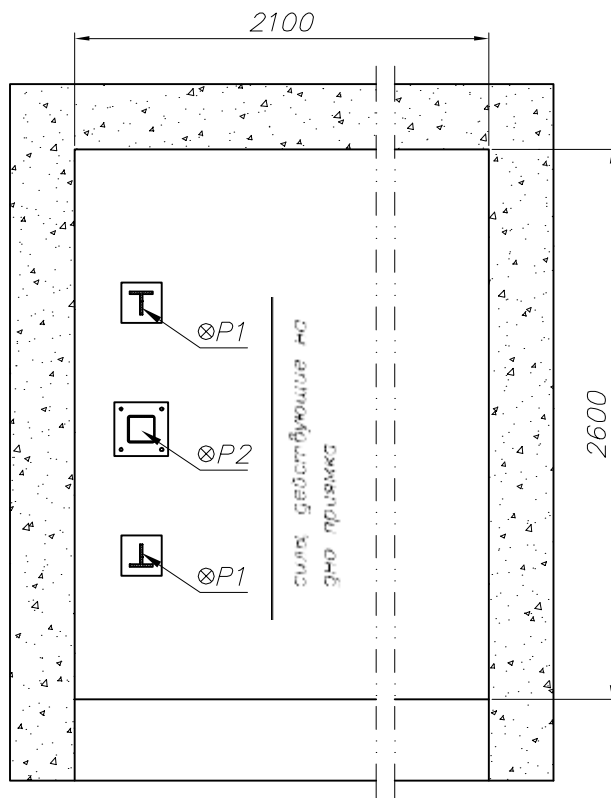 2100
⊗P1
⊗P2
⊗P1
силы, действующие на
дно приямка
2600